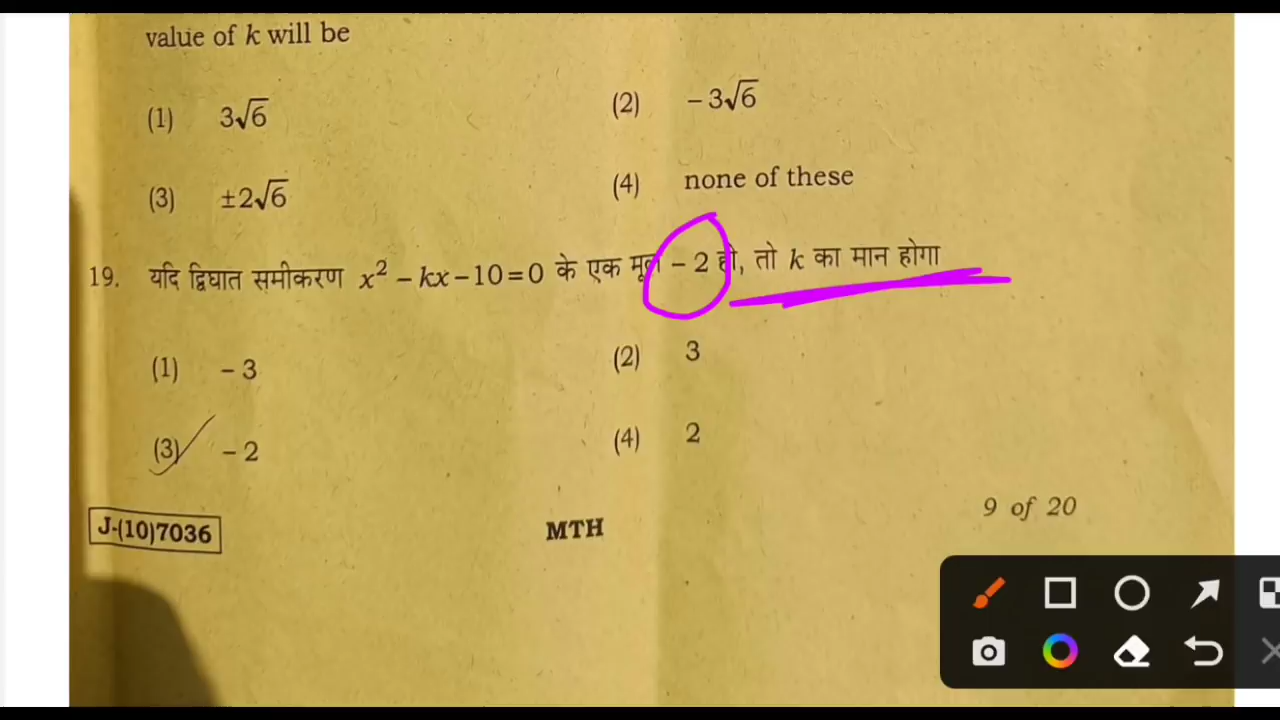 value of k will be
(1) 3√6 (2) – 3√6
(3) ±2√6 (4) none of these
19. यदि द्विघात समीकरण x² – kx – 10 = 0 के एक मूल – 2 हो, तो k का मान होगा
(1) – 3 (2) 3
(3) – 2 (4) 2
J-(10)7036 MTH 9 of 20